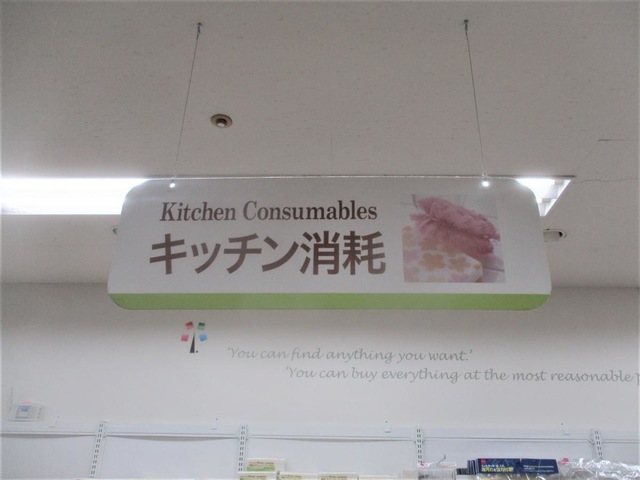 Kitchen Consumables
キッチン消耗
'You can find anything you want.'
'You can buy everything at the most reasonable